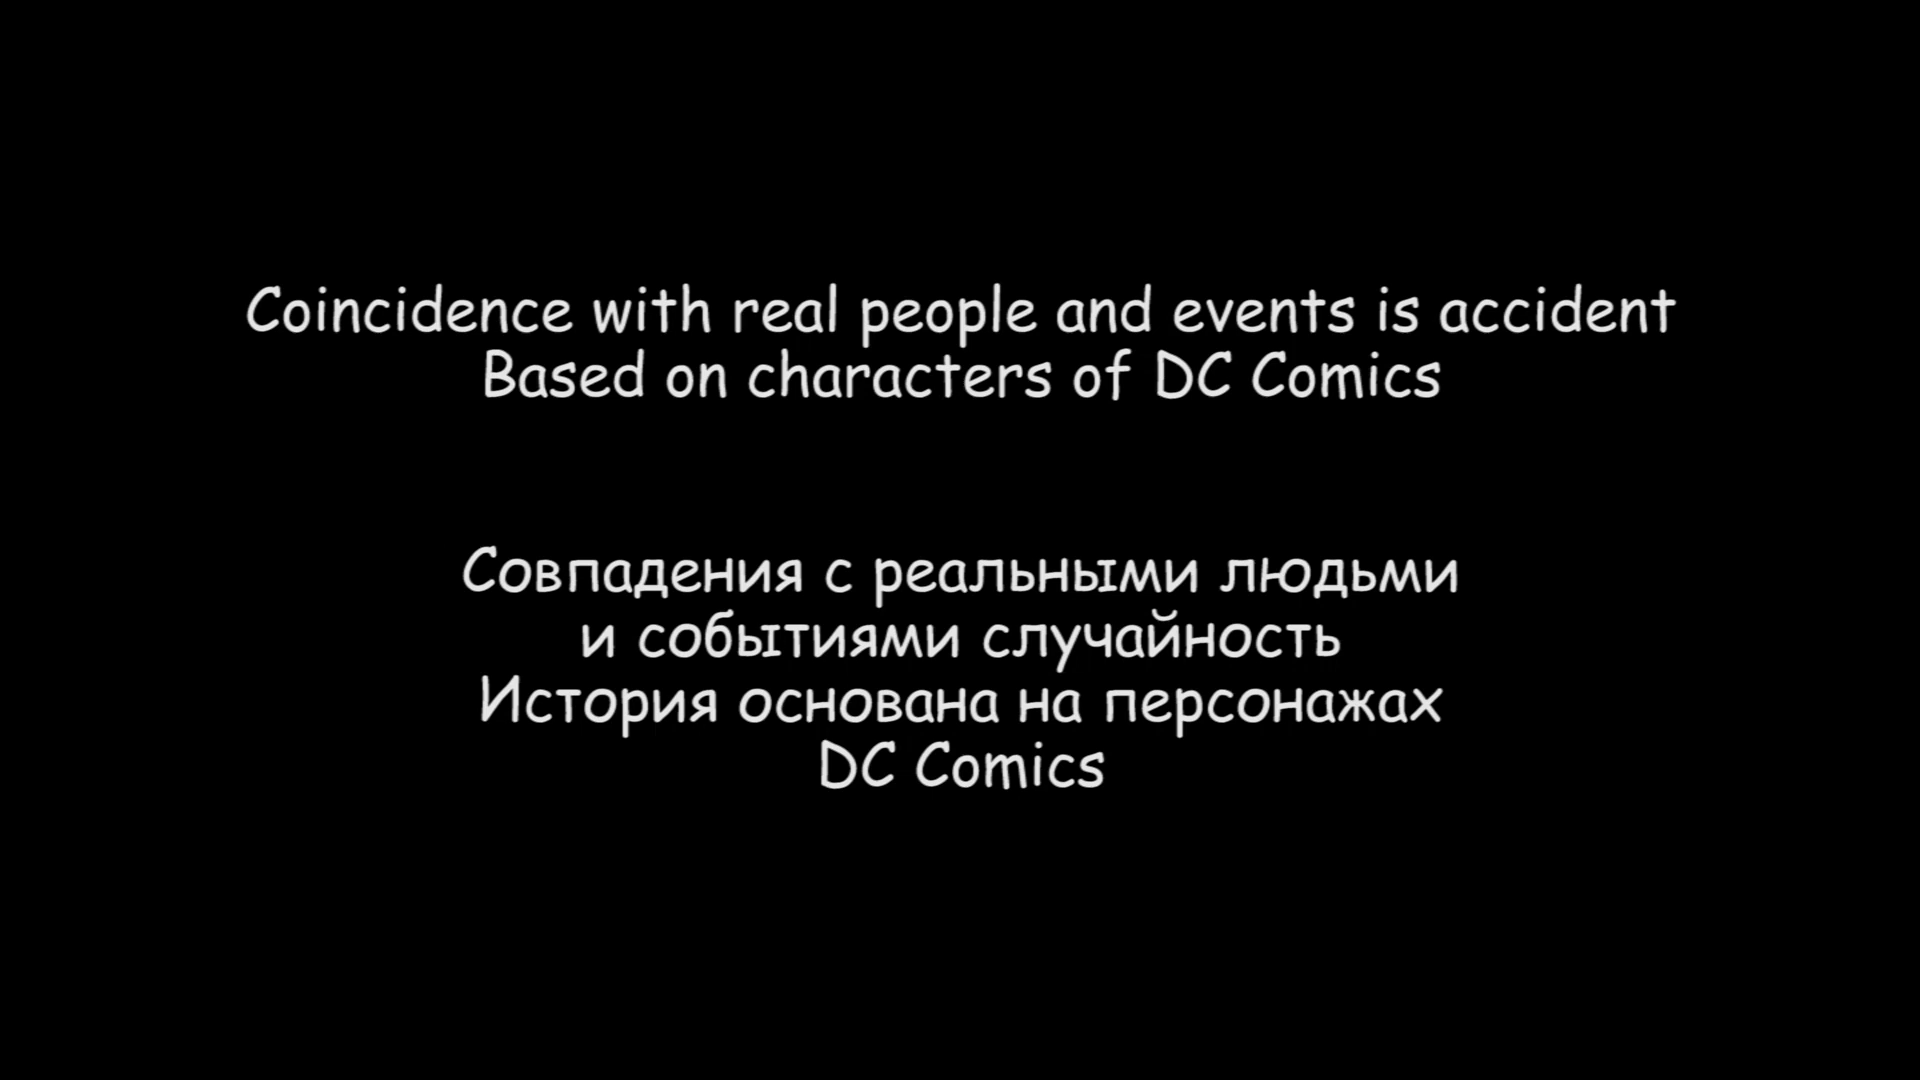 Coincidence with real people and events is accident
Based on characters of DC Comics
Совпадения с реальными людьми
и событиями случайность
История основана на персонажах
DC Comics